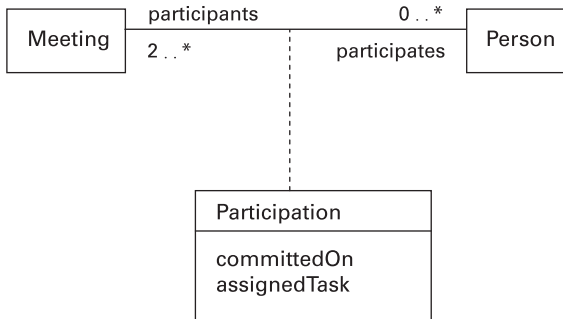 participants
0 . . *
Meeting
Person
2 . . *
participates
Participation
committedOn
assignedTask